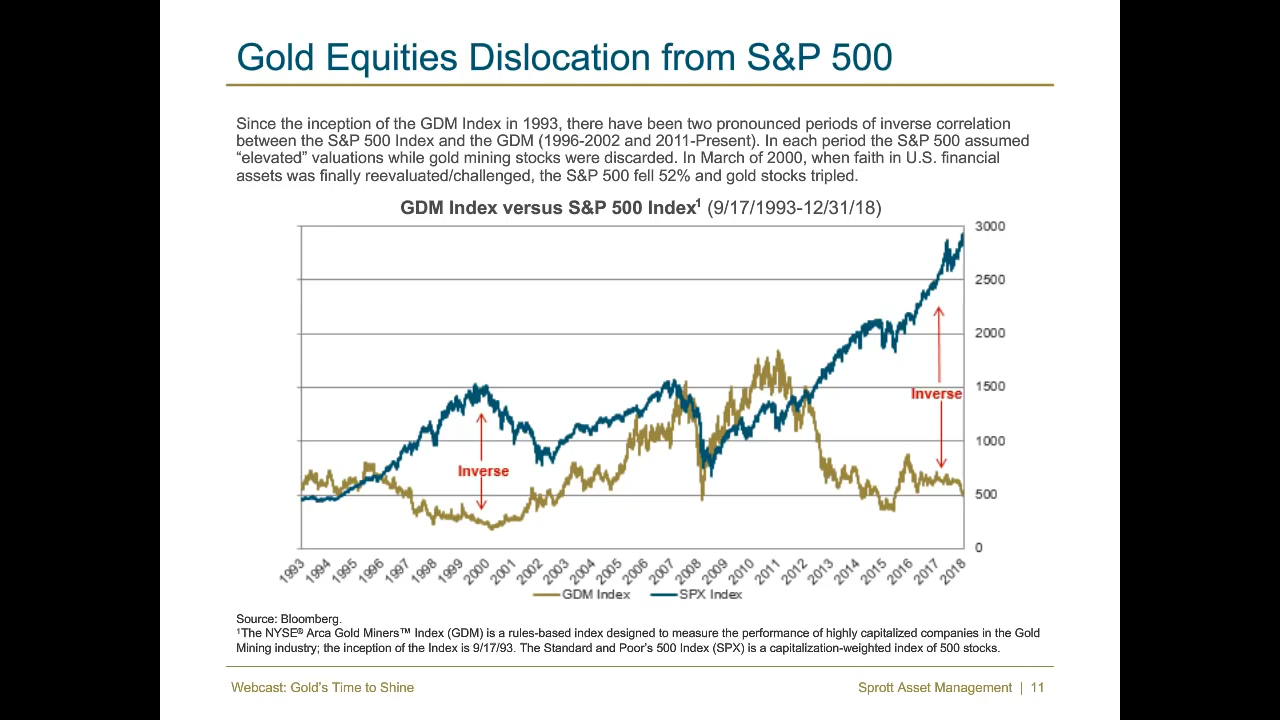 Gold Equities Dislocation from S&P 500
Since the inception of the GDM Index in 1993, there have been two pronounced periods of inverse correlation
between the S&P 500 Index and the GDM (1996-2002 and 2011-Present). In each period the S&P 500 assumed
“elevated” valuations while gold mining stocks were discarded. In March of 2000, when faith in U.S. financial
assets was finally reevaluated/challenged, the S&P 500 fell 52% and gold stocks tripled.
GDM Index versus S&P 500 Index¹ (9/17/1993-12/31/18)
3000
2500
2000
1500
Inverse
1000
Inverse
500
0
1993 1994 1995 1996 1997 1998 1999 2000 2001 2002 2003 2004 2005 2006 2007 2008 2009 2010 2011 2012 2013 2014 2015 2016 2017 2018
GDM Index SPX Index
Source: Bloomberg.
¹The NYSE® Arca Gold Miners™ Index (GDM) is a rules-based index designed to measure the performance of highly capitalized companies in the Gold
Mining industry; the inception of the Index is 9/17/93. The Standard and Poor’s 500 Index (SPX) is a capitalization-weighted index of 500 stocks.
Webcast: Gold’s Time to Shine
Sprott Asset Management | 11